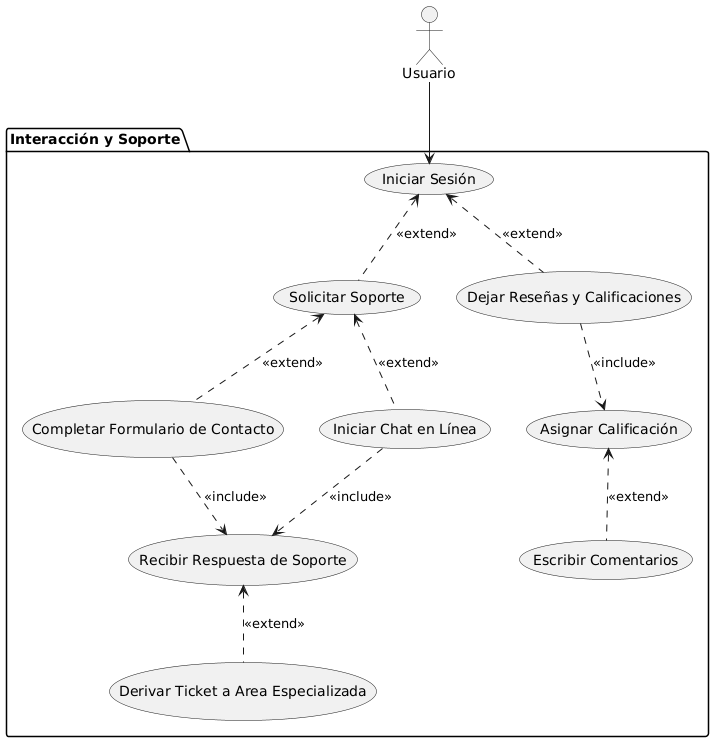 Usuario
Interacción y Soporte
Iniciar Sesión
«extend»
«extend»
Solicitar Soporte
Dejar Reseñas y Calificaciones
«extend»
«extend»
«include»
Completar Formulario de Contacto
Iniciar Chat en Línea
Asignar Calificación
«include»
«include»
«extend»
Recibir Respuesta de Soporte
Escribir Comentarios
«extend»
Derivar Ticket a Area Especializada